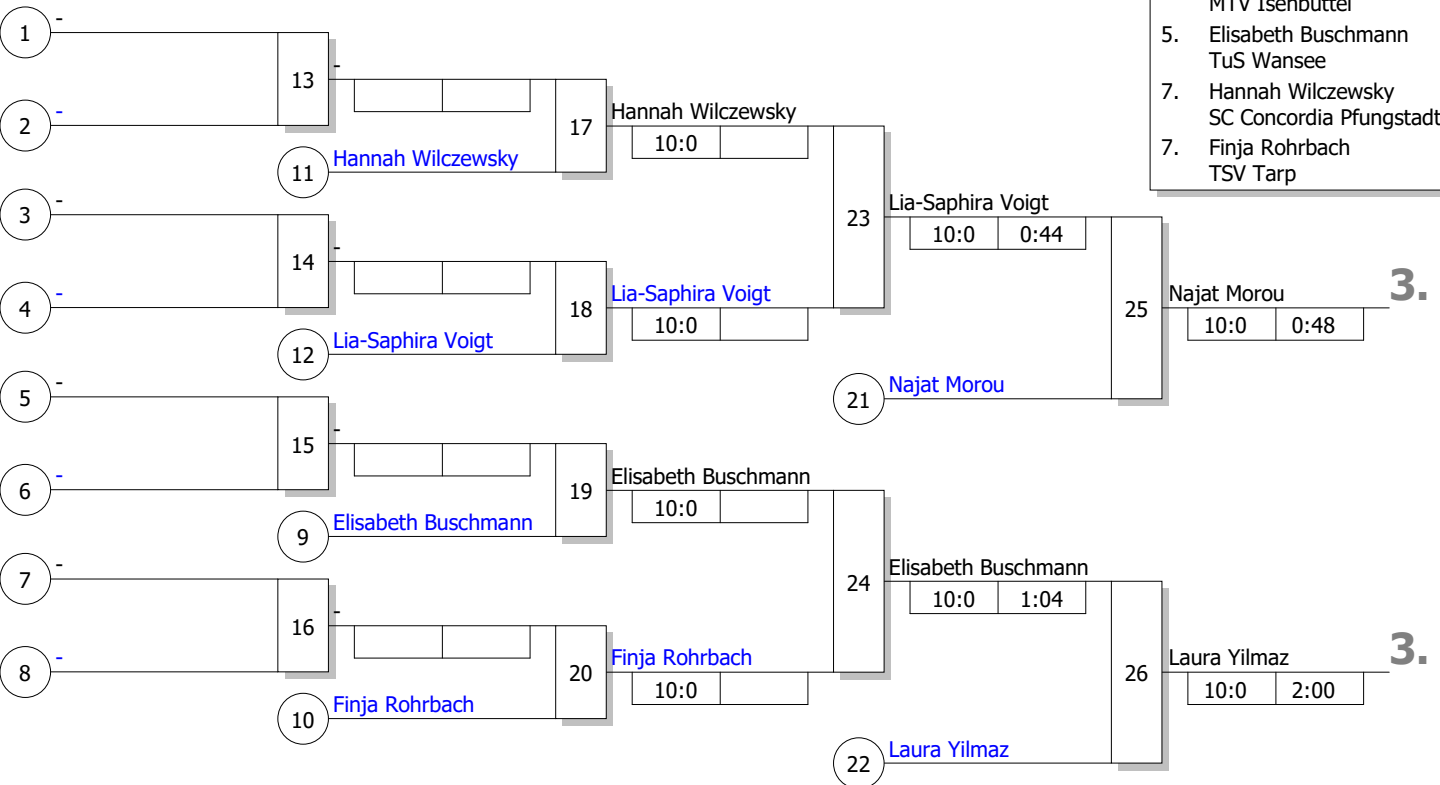 MTV Isenbüttel
5. Elisabeth Buschmann
TuS Wansee
7. Hannah Wilczewsky
SC Concordia Pfungstadt
7. Finja Rohrbach
TSV Tarp
1 -
13 -
2 -
17 Hannah Wilczewsky
10:0
11 Hannah Wilczewsky
3 -
23 Lia-Saphira Voigt
10:0 0:44
14 -
4 -
18 Lia-Saphira Voigt
10:0
12 Lia-Saphira Voigt
25 Najat Morou
10:0 0:48
3.
21 Najat Morou
5 -
15 -
6 -
19 Elisabeth Buschmann
10:0
9 Elisabeth Buschmann
7 -
24 Elisabeth Buschmann
10:0 1:04
16 -
8 -
20 Finja Rohrbach
10:0
10 Finja Rohrbach
26 Laura Yilmaz
10:0 2:00
3.
22 Laura Yilmaz